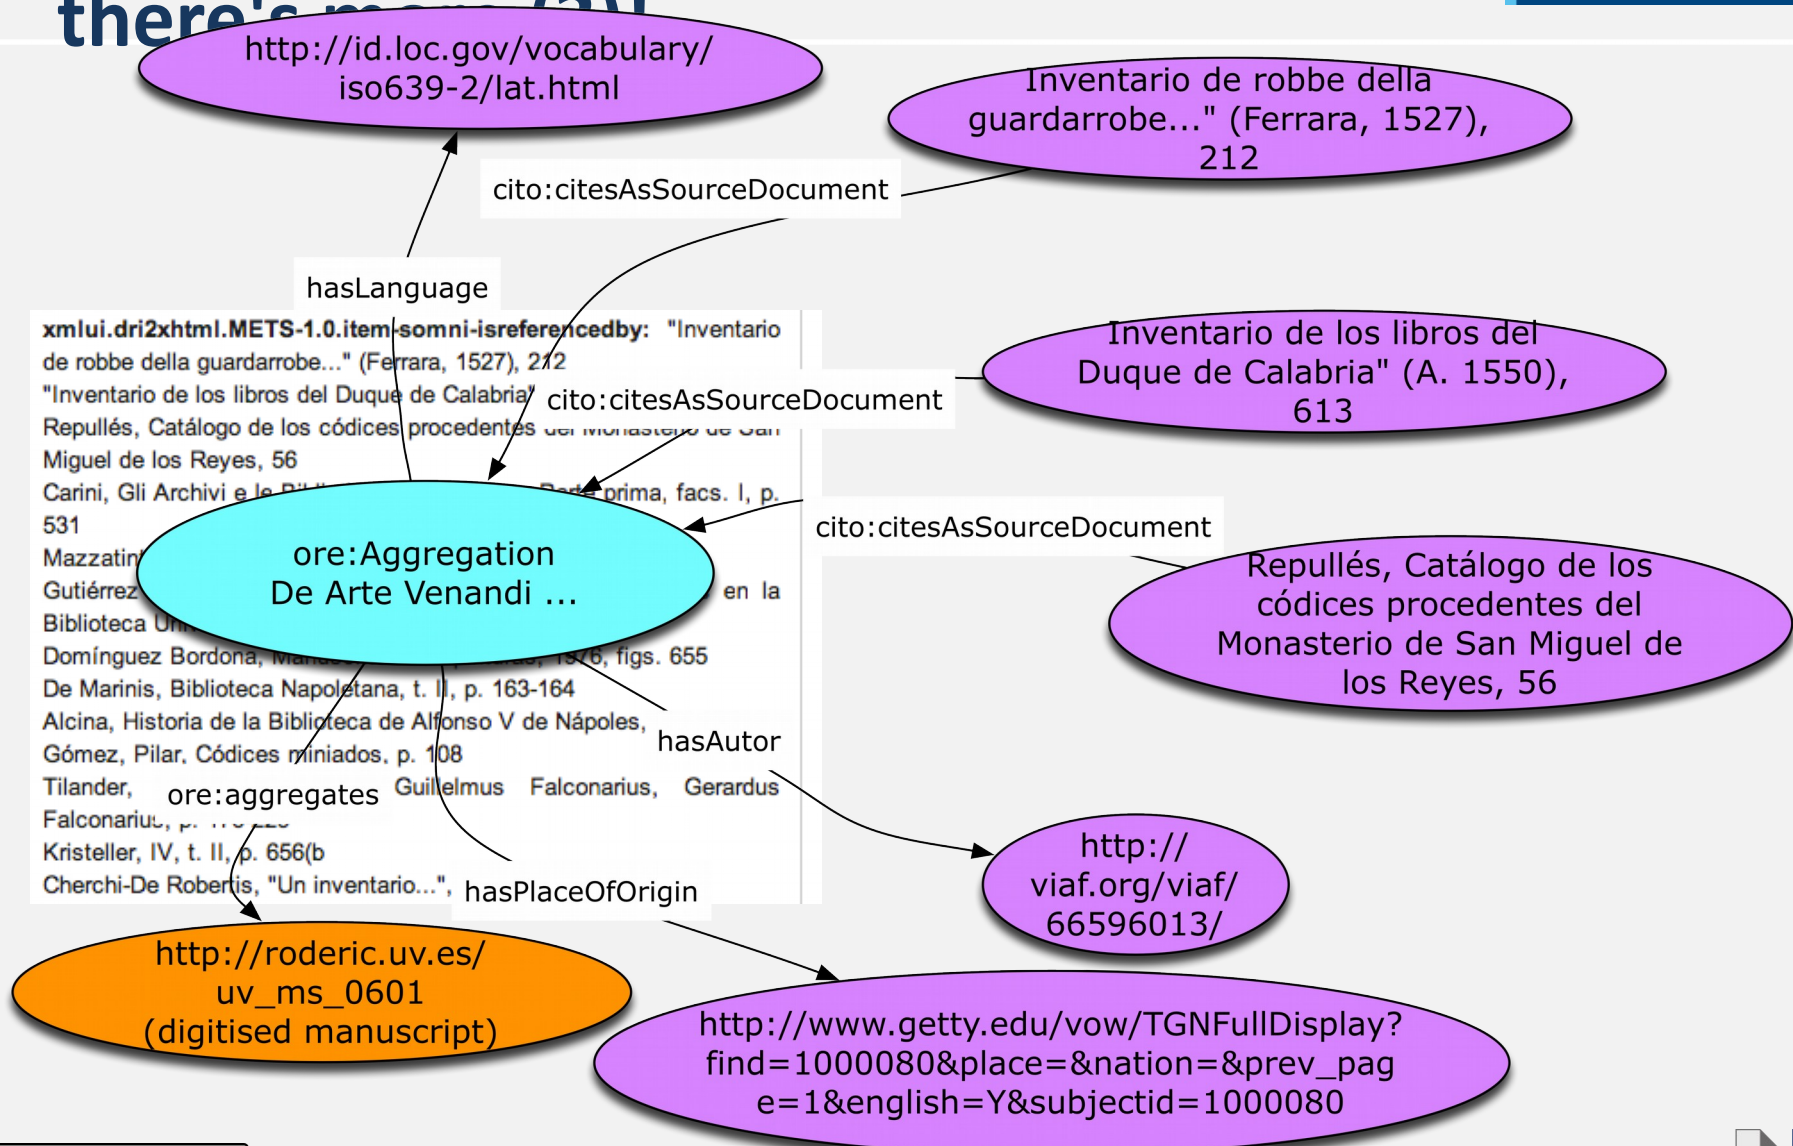 there's more (2)!
http://id.loc.gov/vocabulary/
iso639-2/lat.html
Inventario de robbe della
guardarrobe..." (Ferrara, 1527),
212
cito:citesAsSourceDocument
hasLanguage
xmlui.dri2xhtml.METS-1.0.item-somni-isreferencedby: "Inventario
de robbe della guardarrobe..." (Ferrara, 1527), 212
"Inventario de los libros del Duque de Calabria"
Inventario de los libros del
Duque de Calabria" (A. 1550),
613
cito:citesAsSourceDocument
Repullés, Catálogo de los códices procedentes del Monasterio de San
Miguel de los Reyes, 56
Carini, Gli Archivi e le Parte prima, facs. I, p.
531
cito:citesAsSourceDocument
ore:Aggregation
De Arte Venandi ...
Gutiérrez en la
Biblioteca
Domínguez Bordona, 1976, figs. 655
De Marinis, Biblioteca Napoletana, t. II, p. 163-164
Alcina, Historia de la Biblioteca de Alfonso V de Nápoles,
Gómez, Pilar, Códices miniados, p. 108
Tilander, Guillelmus Falconarius, Gerardus
Falconarius, p.
Kristeller, IV, t. II, p. 656(b
Cherchi-De Robertis, "Un inventario...",
Repullés, Catálogo de los
códices procedentes del
Monasterio de San Miguel de
los Reyes, 56
hasAutor
ore:aggregates
hasPlaceOfOrigin
http://
viaf.org/viaf/
66596013/
http://roderic.uv.es/
uv_ms_0601
(digitised manuscript)
http://www.getty.edu/vow/TGNFullDisplay?
find=1000080&place=&nation=&prev_pag
e=1&english=Y&subjectid=1000080